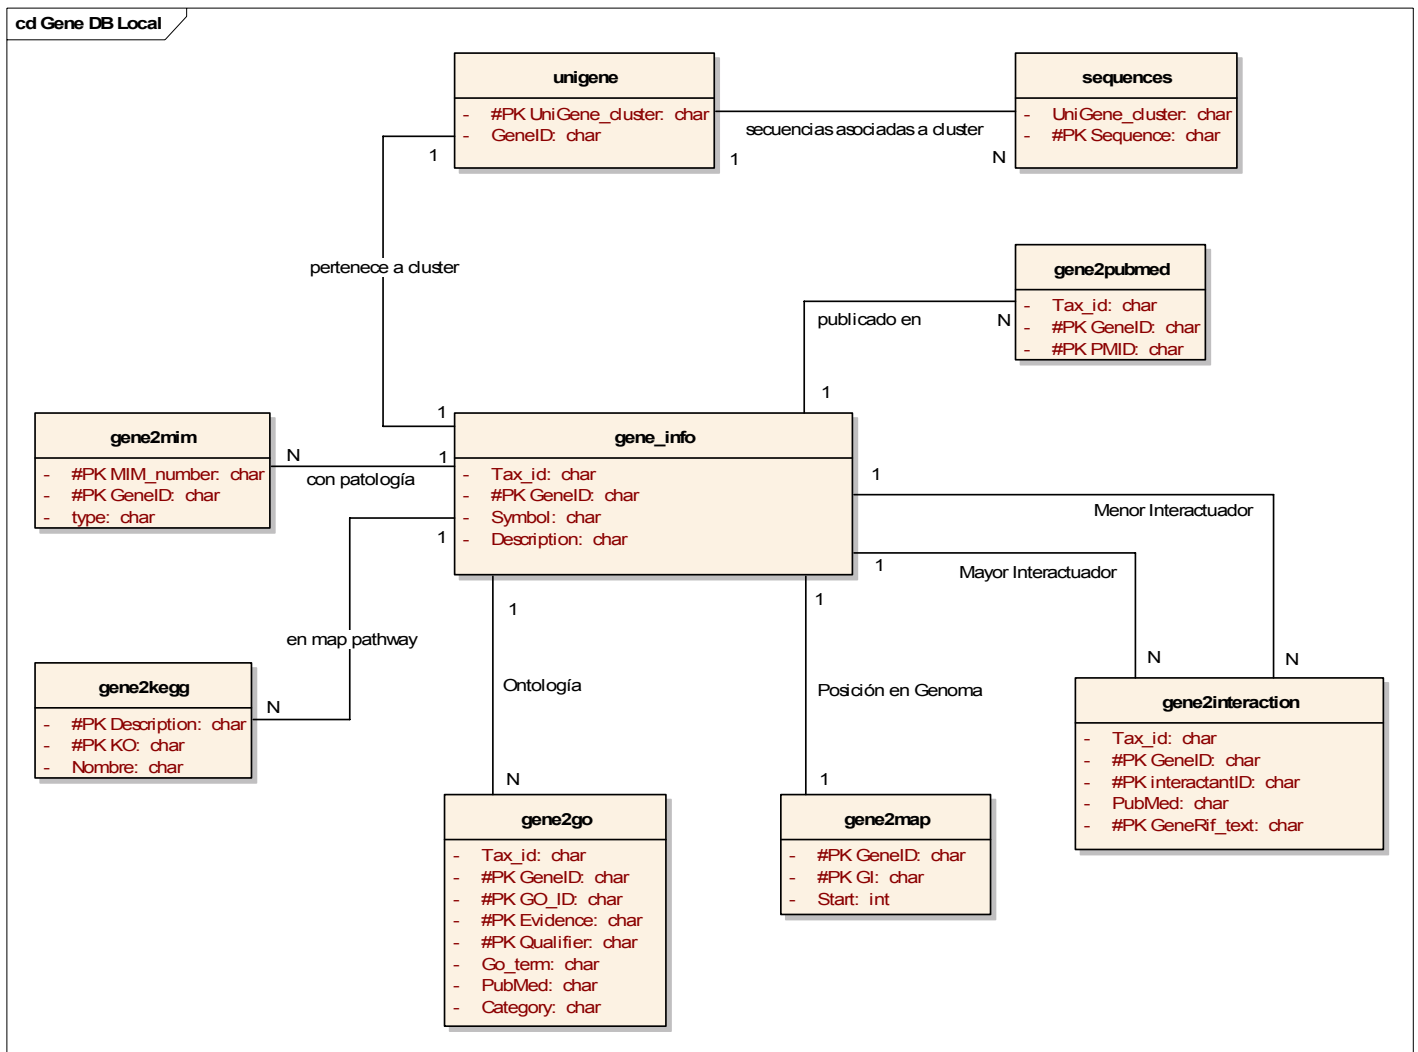 cd Gene DB Local
unigene
- #PK UniGene_cluster: char
- GeneID: char
1
secuencias asociadas a cluster
1
N
sequences
- UniGene_cluster: char
- #PK Sequence: char
pertenece a cluster
1
gene2pubmed
- Tax_id: char
- #PK GeneID: char
- #PK PMID: char
publicado en
N
1
gene2mim
- #PK MIM_number: char
- #PK GeneID: char
- type: char
N
con patología
1
gene_info
- Tax_id: char
- #PK GeneID: char
- Symbol: char
- Description: char
1
Menor Interactuador
1
Mayor Interactuador
N
N
1
en map pathway
N
gene2kegg
- #PK Description: char
- #PK KO: char
- Nombre: char
1
Ontología
N
1
Posición en Genoma
1
gene2interaction
- Tax_id: char
- #PK GeneID: char
- #PK interactantID: char
- PubMed: char
- #PK GeneRif_text: char
gene2go
- Tax_id: char
- #PK GeneID: char
- #PK GO_ID: char
- #PK Evidence: char
- #PK Qualifier: char
- Go_term: char
- PubMed: char
- Category: char
gene2map
- #PK GeneID: char
- #PK GI: char
- Start: int